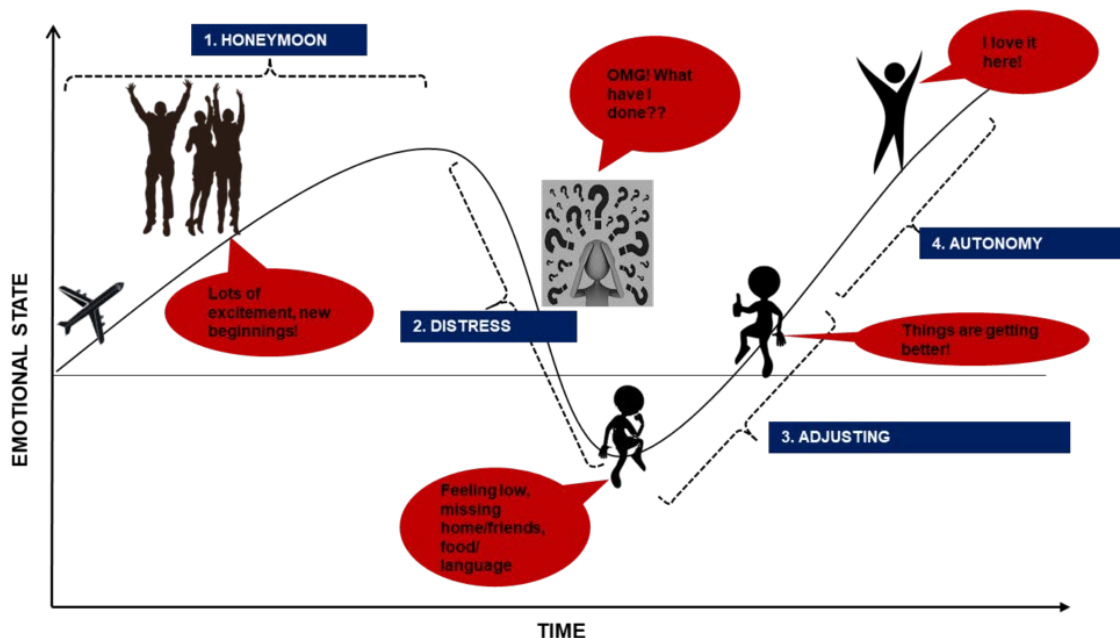 1. HONEYMOON
I love it
here!
OMG! What
have I
done??
4. AUTONOMY
Lots of
excitement, new
beginnings!
2. DISTRESS
Things are getting
better!
3. ADJUSTING
Feeling low,
missing
home/friends,
food/
language
EMOTIONAL STATE
TIME